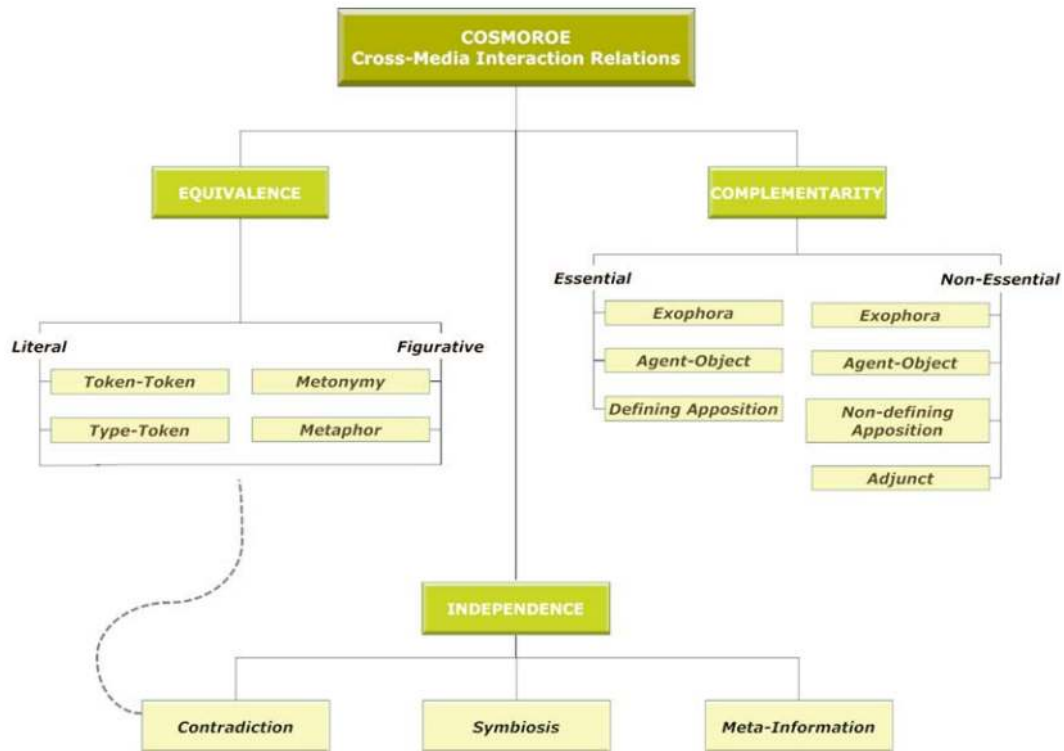 COSMOROE
Cross-Media Interaction Relations
EQUIVALENCE
COMPLEMENTARITY
Literal
Figurative
Token-Token
Metonymy
Type-Token
Metaphor
Essential
Non-Essential
Exophora
Exophora
Agent-Object
Agent-Object
Defining Apposition
Non-defining
Apposition
Adjunct
INDEPENDENCE
Contradiction
Symbiosis
Meta-Information